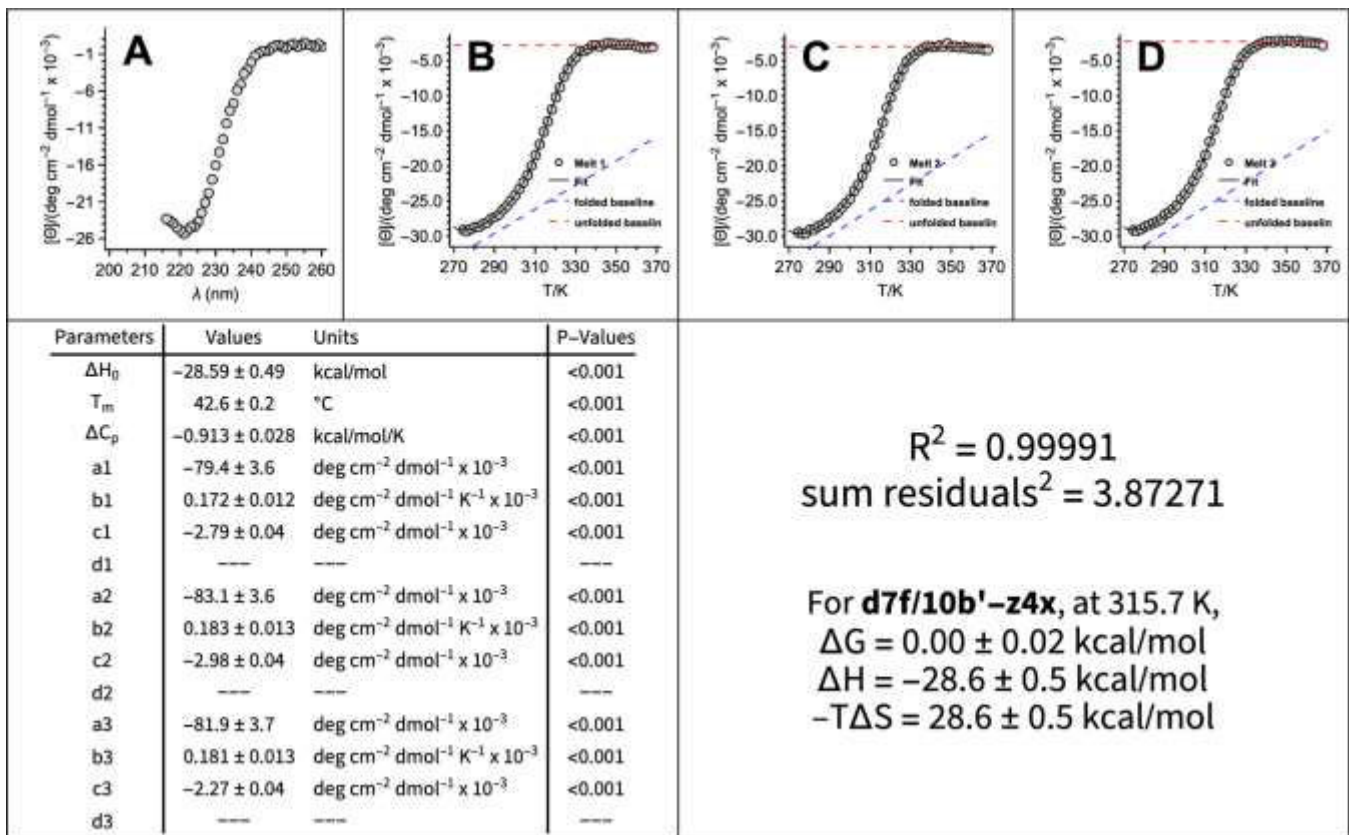 A
[Θ]/(deg cm⁻² dmol⁻¹ x 10⁻³)
−1
−6
−11
−16
−21
−26
200 210 220 230 240 250 260
λ (nm)
B
[Θ]/(deg cm⁻² dmol⁻¹ x 10⁻³)
−5.0
−10.0
−15.0
−20.0
−25.0
−30.0
Melt 1
Fit
folded baseline
unfolded baselin
270 290 310 330 350 370
T/K
C
[Θ]/(deg cm⁻² dmol⁻¹ x 10⁻³)
−5.0
−10.0
−15.0
−20.0
−25.0
−30.0
Melt 2
Fit
folded baseline
unfolded baselin
270 290 310 330 350 370
T/K
D
[Θ]/(deg cm⁻² dmol⁻¹ x 10⁻³)
−5.0
−10.0
−15.0
−20.0
−25.0
−30.0
Melt 3
Fit
folded baseline
unfolded baselin
270 290 310 330 350 370
T/K
Parameters Values Units P−Values
ΔH₀ −28.59 ± 0.49 kcal/mol <0.001
Tₘ 42.6 ± 0.2 °C <0.001
ΔCₚ −0.913 ± 0.028 kcal/mol/K <0.001
a1 −79.4 ± 3.6 deg cm⁻² dmol⁻¹ x 10⁻³ <0.001
b1 0.172 ± 0.012 deg cm⁻² dmol⁻¹ K⁻¹ x 10⁻³ <0.001
c1 −2.79 ± 0.04 deg cm⁻² dmol⁻¹ x 10⁻³ <0.001
d1 −−− −−− −−−
a2 −83.1 ± 3.6 deg cm⁻² dmol⁻¹ x 10⁻³ <0.001
b2 0.183 ± 0.013 deg cm⁻² dmol⁻¹ K⁻¹ x 10⁻³ <0.001
c2 −2.98 ± 0.04 deg cm⁻² dmol⁻¹ x 10⁻³ <0.001
d2 −−− −−− −−−
a3 −81.9 ± 3.7 deg cm⁻² dmol⁻¹ x 10⁻³ <0.001
b3 0.181 ± 0.013 deg cm⁻² dmol⁻¹ K⁻¹ x 10⁻³ <0.001
c3 −2.27 ± 0.04 deg cm⁻² dmol⁻¹ x 10⁻³ <0.001
d3 −−− −−− −−−
R² = 0.99991
sum residuals² = 3.87271
For d7f/10b'−z4x, at 315.7 K,
ΔG = 0.00 ± 0.02 kcal/mol
ΔH = −28.6 ± 0.5 kcal/mol
−TΔS = 28.6 ± 0.5 kcal/mol